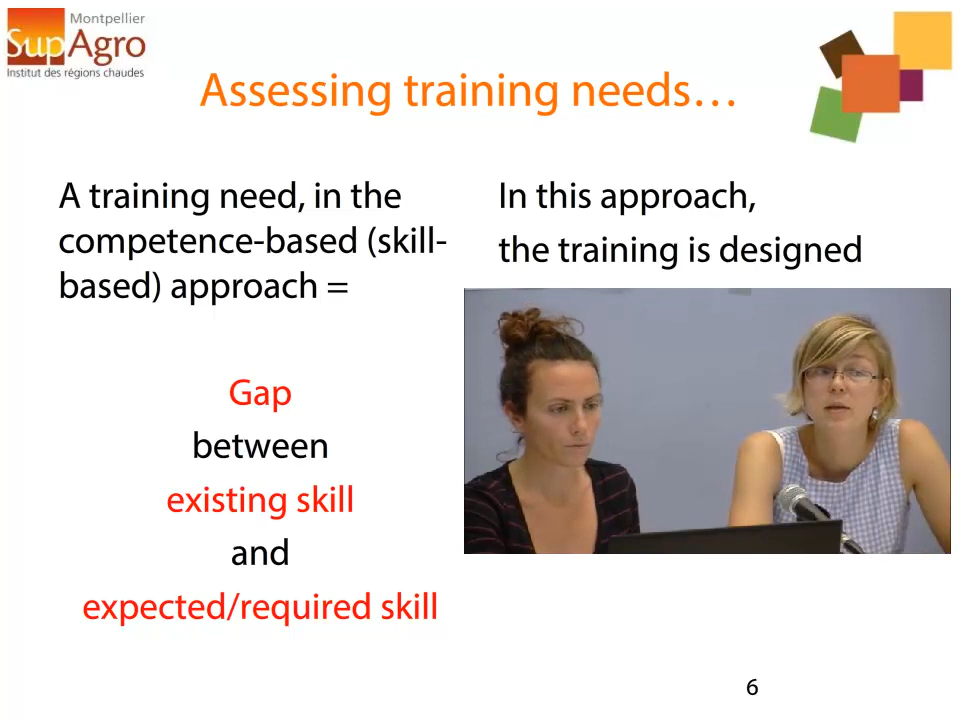 Montpellier
SupAgro
Institut des régions chaudes
Assessing training needs…
A training need, in the
competence-based (skill-
based) approach =
Gap
between
existing skill
and
expected/required skill
In this approach,
the training is designed
6